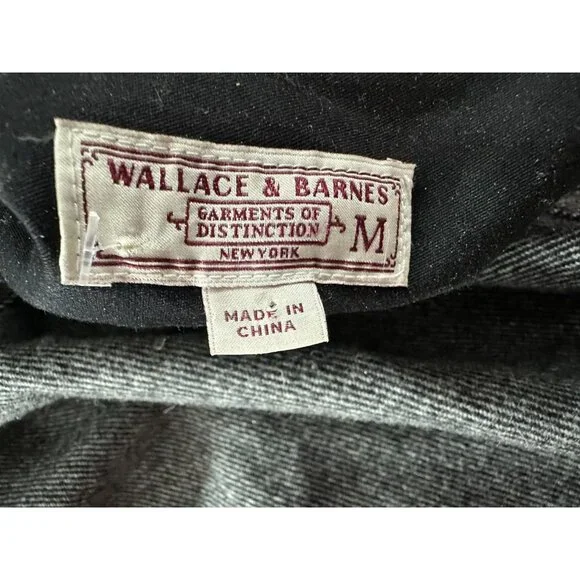 WALLACE & BARNES
GARMENTS OF
DISTINCTION
NEW YORK
M
MADE IN
CHINA